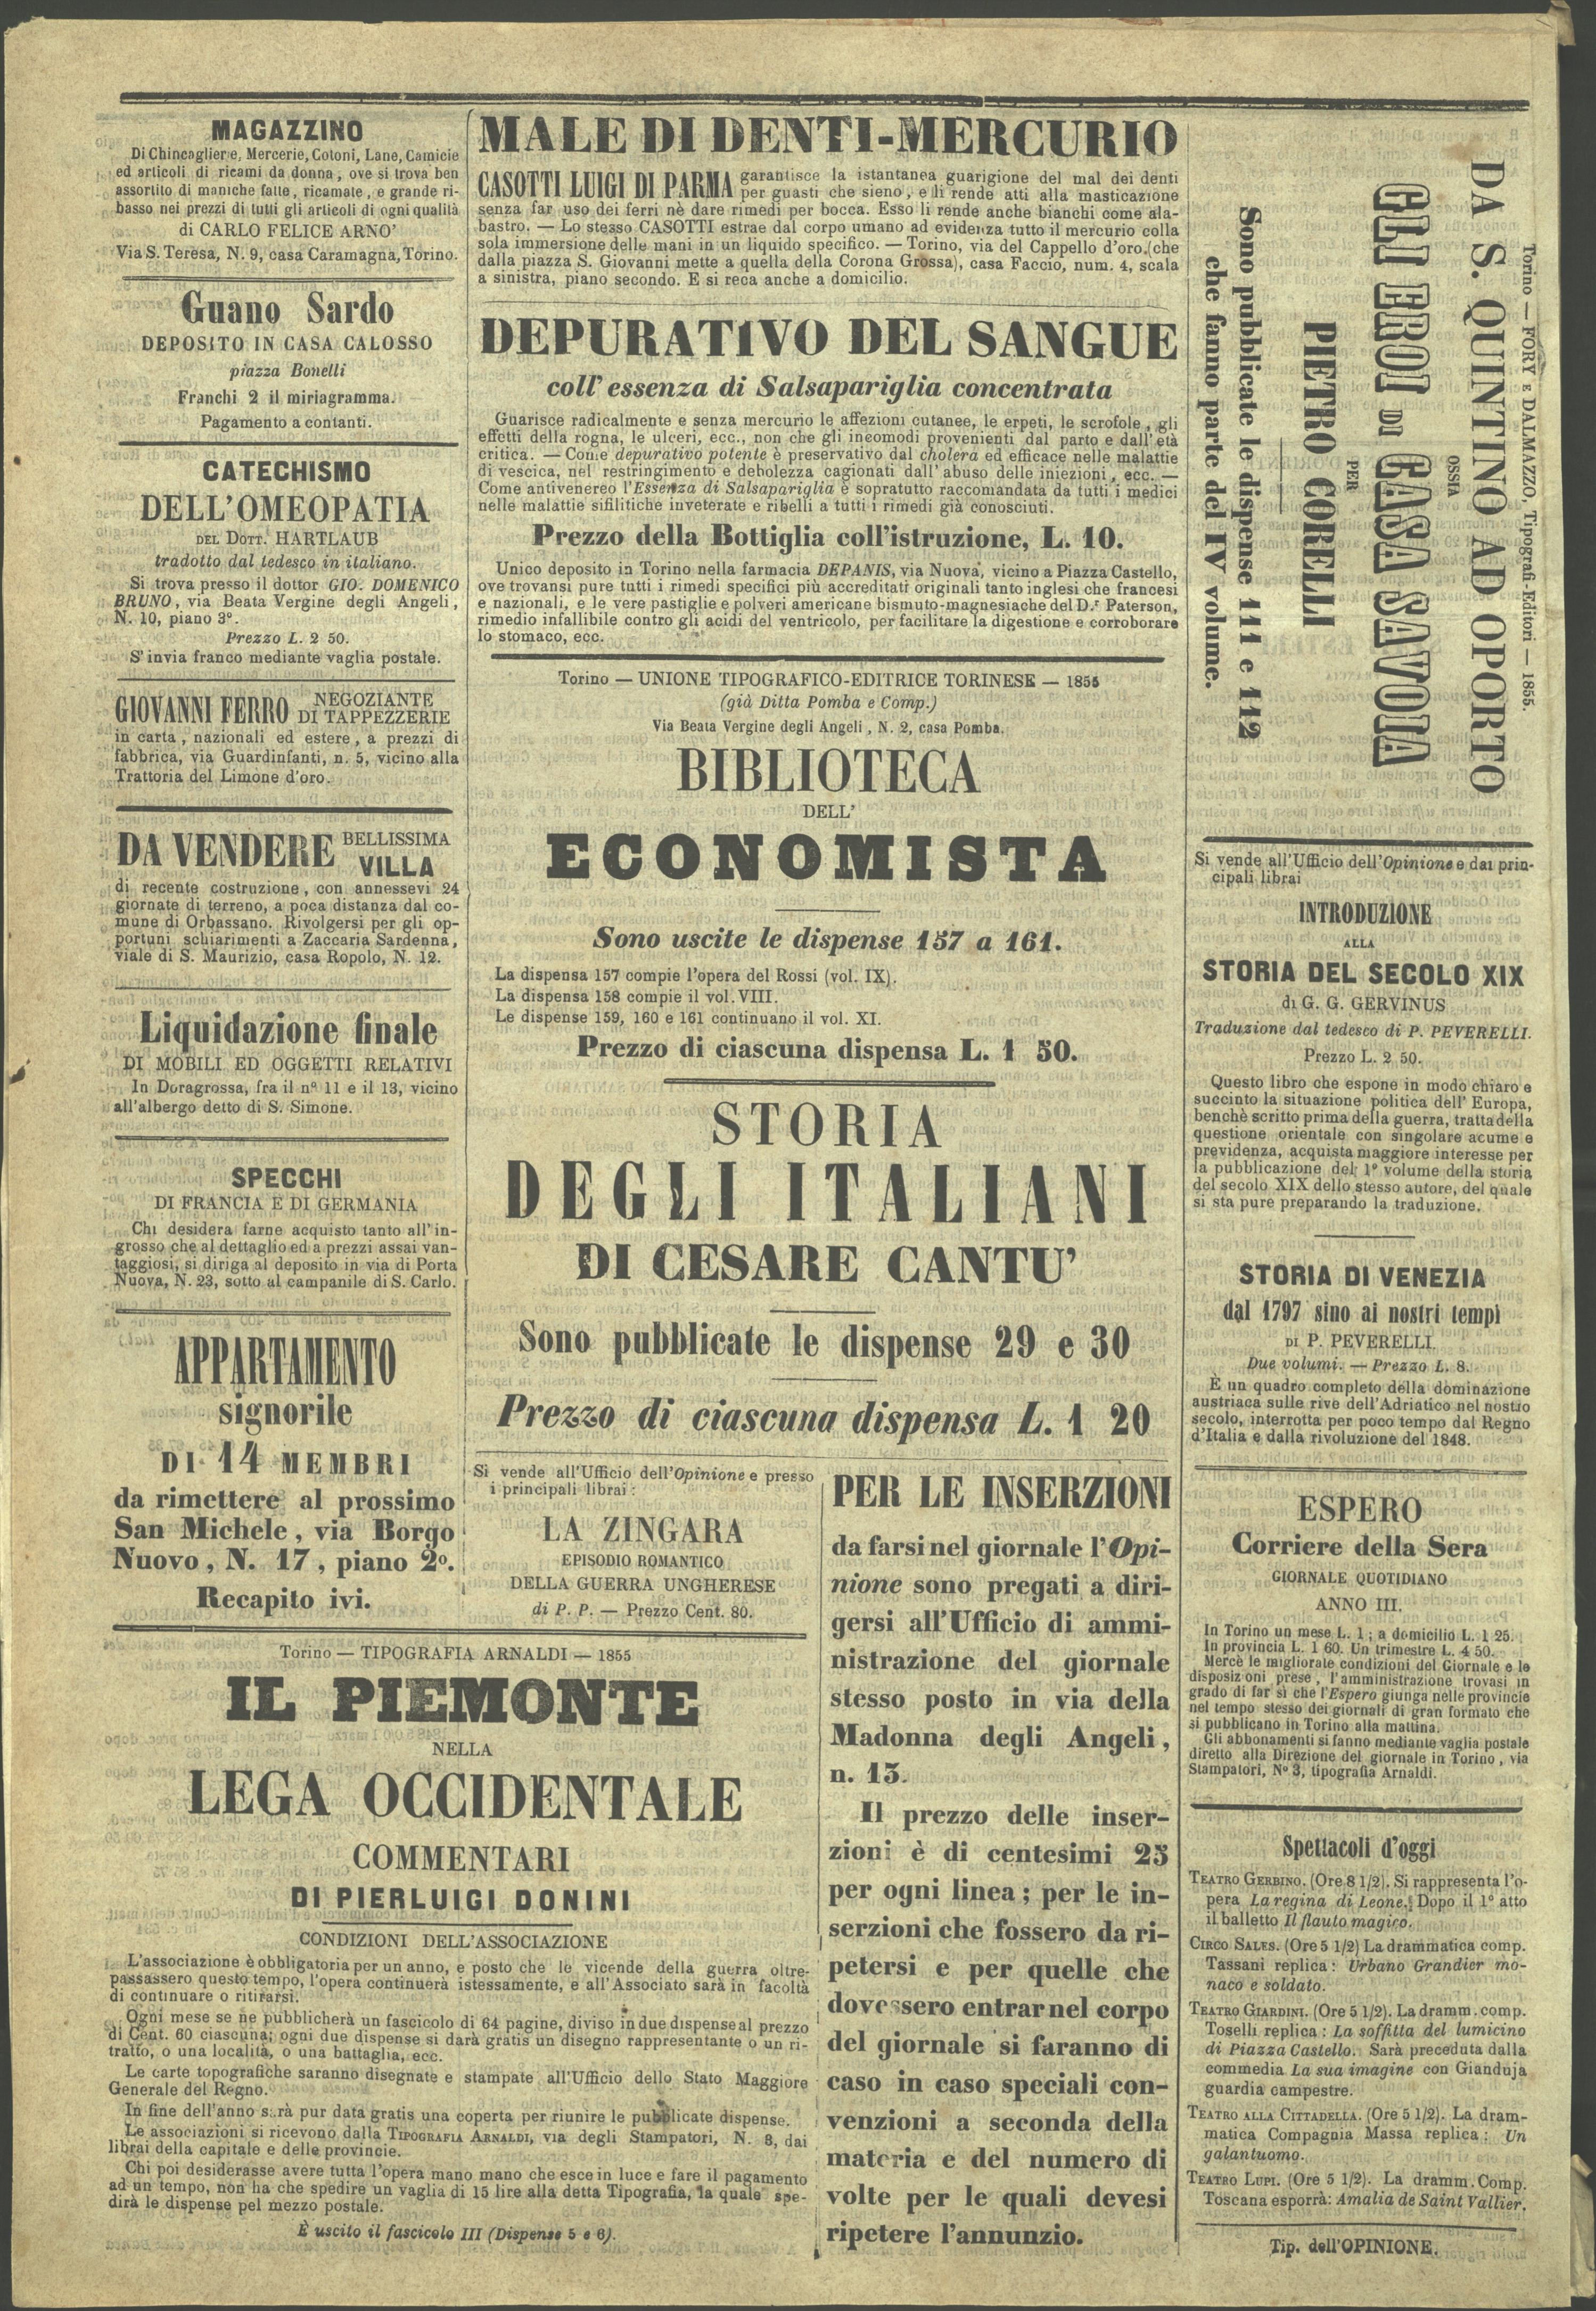 MAGAZZINO
Di Chincaglierie, Mercerie, Cotoni, Lane, Camicie
ed articoli di ricami da donna, ove si trova ben
assortito di maniche fatte, ricamate, e grande ri-
basso nei prezzi di tutti gli articoli di ogni qualità
di CARLO FELICE ARNO'
Via S. Teresa, N. 9, casa Caramagna, Torino.
Guano Sardo
DEPOSITO IN CASA CALOSSO
piazza Bonelli
Franchi 2 il miriagramma.
Pagamento a contanti.
CATECHISMO
DELL'OMEOPATIA
DEL DOTT. HARTLAUB
tradotto dal tedesco in italiano.
Si trova presso il dottor GIO. DOMENICO
BRUNO, via Beata Vergine degli Angeli,
N. 10, piano 3°.
Prezzo L. 2 50.
S'invia franco mediante vaglia postale.
GIOVANNI FERRO NEGOZIANTE
DI TAPPEZZERIE
in carta, nazionali ed estere, a prezzi di
fabbrica, via Guardinfanti, n. 5, vicino alla
Trattoria del Limone d'oro.
DA VENDERE BELLISSIMA
VILLA
di recente costruzione, con annessevi 24
giornate di terreno, a poca distanza dal co-
mune di Orbassano. Rivolgersi per gli op-
portuni schiarimenti a Zaccaria Sardenna,
viale di S. Maurizio, casa Ropolo, N. 12.
Liquidazione finale
DI MOBILI ED OGGETTI RELATIVI
In Doragrossa, fra il n° 11 e il 13, vicino
all'albergo detto di S. Simone.
SPECCHI
DI FRANCIA E DI GERMANIA
Chi desidera farne acquisto tanto all'in-
grosso che al dettaglio ed a prezzi assai van-
taggiosi, si diriga al deposito in via di Porta
Nuova, N. 23, sotto al campanile di S. Carlo.
APPARTAMENTO
signorile
DI 14 MEMBRI
da rimettere al prossimo
San Michele, via Borgo
Nuovo, N. 17, piano 2°.
Recapito ivi.
MALE DI DENTI-MERCURIO
CASOTTI LUIGI DI PARMA garantisce la istantanea guarigione del mal dei denti
per guasti che sieno, e li rende atti alla masticazione
senza far uso dei ferri nè dare rimedi per bocca. Esso li rende anche bianchi come ala-
bastro. — Lo stesso CASOTTI estrae dal corpo umano ad evidenza tutto il mercurio colla
sola immersione delle mani in un liquido specifico. — Torino, via del Cappello d'oro (che
dalla piazza S. Giovanni mette a quella della Corona Grossa), casa Faccio, num. 4, scala
a sinistra, piano secondo. E si reca anche a domicilio.
DEPURATIVO DEL SANGUE
coll'essenza di Salsapariglia concentrata
Guarisce radicalmente e senza mercurio le affezioni cutanee, le erpeti, le scrofole, gli
effetti della rogna, le ulceri, ecc., non che gli incomodi provenienti dal parto e dall'età
critica. — Come depurativo potente è preservativo dal cholera ed efficace nelle malattie
di vescica, nel restringimento e debolezza cagionati dall'abuso delle iniezioni, ecc. —
Come antivenereo l'Essenza di Salsapariglia è sopratutto raccomandata da tutti i medici
nelle malattie sifilitiche inveterate e ribelli a tutti i rimedi già conosciuti.
Prezzo della Bottiglia coll'istruzione, L. 10.
Unico deposito in Torino nella farmacia DEPANIS, via Nuova, vicino a Piazza Castello,
ove trovansi pure tutti i rimedi specifici più accreditati originali tanto inglesi che francesi
e nazionali, e le vere pastiglie e polveri americane bismuto-magnesiache del D.r Paterson,
rimedio infallibile contro gli acidi del ventricolo, per facilitare la digestione e corroborare
lo stomaco, ecc.
Torino — UNIONE TIPOGRAFICO-EDITRICE TORINESE — 1855
(già Ditta Pomba e Comp.)
Via Beata Vergine degli Angeli, N. 2, casa Pomba.
BIBLIOTECA
DELL'
ECONOMISTA
Sono uscite le dispense 157 a 161.
La dispensa 157 compie l'opera del Rossi (vol. IX).
La dispensa 158 compie il vol. VIII.
Le dispense 159, 160 e 161 continuano il vol. XI.
Prezzo di ciascuna dispensa L. 1 50.
STORIA
DEGLI ITALIANI
DI CESARE CANTU'
Sono pubblicate le dispense 29 e 30
Prezzo di ciascuna dispensa L. 1 20
Si vende all'Ufficio dell'Opinione e presso
i principali librai:
LA ZINGARA
EPISODIO ROMANTICO
DELLA GUERRA UNGHERESE
di P. P. — Prezzo Cent. 80.
Torino — TIPOGRAFIA ARNALDI — 1855
IL PIEMONTE
NELLA
LEGA OCCIDENTALE
COMMENTARI
DI PIERLUIGI DONINI
CONDIZIONI DELL'ASSOCIAZIONE
L'associazione è obbligatoria per un anno, e posto che le vicende della guerra oltre-
passassero questo tempo, l'opera continuerà istessamente, e all'Associato sarà in facoltà
di continuare o ritirarsi.
Ogni mese se ne pubblicherà un fascicolo di 64 pagine, diviso in due dispense al prezzo
di Cent. 60 ciascuna; ogni due dispense si darà gratis un disegno rappresentante o un ri-
tratto, o una località, o una battaglia, ecc.
Le carte topografiche saranno disegnate e stampate all'Ufficio dello Stato Maggiore
Generale del Regno.
In fine dell'anno sarà pur data gratis una coperta per riunire le pubblicate dispense.
Le associazioni si ricevono dalla TIPOGRAFIA ARNALDI, via degli Stampatori, N. 3, dai
librai della capitale e delle provincie.
Chi poi desiderasse avere tutta l'opera mano mano che esce in luce e fare il pagamento
ad un tempo, non ha che spedire un vaglia di 15 lire alla detta Tipografia, la quale spe-
dirà le dispense pel mezzo postale.
È uscito il fascicolo III (Dispense 5 e 6).
PER LE INSERZIONI
da farsi nel giornale l'Opi-
nione sono pregati a diri-
gersi all'Ufficio di ammi-
nistrazione del giornale
stesso posto in via della
Madonna degli Angeli,
n. 13.
Il prezzo delle inser-
zioni è di centesimi 25
per ogni linea; per le in-
serzioni che fossero da ri-
petersi e per quelle che
dovessero entrar nel corpo
del giornale si faranno di
caso in caso speciali con-
venzioni a seconda della
materia e del numero di
volte per le quali devesi
ripetere l'annunzio.
Torino — FORY E DALMAZZO, Tipografi-Editori — 1855.
DA S. QUINTINO AD OPORTO
OSSIA
GLI EROI DI CASA SAVOIA
PER
PIETRO CORELLI
Sono pubblicate le dispense 111 e 112
che fanno parte del IV volume.
Si vende all'Ufficio dell'Opinione e dai prin-
cipali librai
INTRODUZIONE
ALLA
STORIA DEL SECOLO XIX
di G. G. GERVINUS
Traduzione dal tedesco di P. PEVERELLI.
Prezzo L. 2 50.
Questo libro che espone in modo chiaro e
succinto la situazione politica dell'Europa,
benchè scritto prima della guerra, tratta della
questione orientale con singolare acume e
previdenza, acquista maggiore interesse per
la pubblicazione del 1° volume della storia
del secolo XIX dello stesso autore, del quale
si sta pure preparando la traduzione.
STORIA DI VENEZIA
dal 1797 sino ai nostri tempi
DI P. PEVERELLI.
Due volumi. — Prezzo L. 8.
È un quadro completo della dominazione
austriaca sulle rive dell'Adriatico nel nostro
secolo, interrotta per poco tempo dal Regno
d'Italia e dalla rivoluzione del 1848.
ESPERO
Corriere della Sera
GIORNALE QUOTIDIANO
ANNO III.
In Torino un mese L. 1; a domicilio L. 1 25.
In provincia L. 1 60. Un trimestre L. 4 50.
Mercè le migliorate condizioni del Giornale e le
disposizioni prese, l'amministrazione trovasi in
grado di far sì che l'Espero giunga nelle provincie
nel tempo stesso dei giornali di gran formato che
si pubblicano in Torino alla mattina.
Gli abbonamenti si fanno mediante vaglia postale
diretto alla Direzione del giornale in Torino, via
Stampatori, N° 3, tipografia Arnaldi.
Spettacoli d'oggi
TEATRO GERBINO. (Ore 8 1/2). Si rappresenta l'o-
pera La regina di Leone. Dopo il 1° atto
il balletto Il flauto magico.
CIRCO SALES. (Ore 5 1/2) La drammatica comp.
Tassani replica: Urbano Grandier mo-
naco e soldato.
TEATRO GIARDINI. (Ore 5 1/2). La dramm. comp.
Toselli replica: La soffitta del lumicino
di Piazza Castello. Sarà preceduta dalla
commedia La sua imagine con Gianduja
guardia campestre.
TEATRO ALLA CITTADELLA. (Ore 5 1/2). La dram-
matica Compagnia Massa replica: Un
galantuomo.
TEATRO LUPI. (Ore 5 1/2). La dramm. Comp.
Toscana esporrà: Amalia de Saint Vallier.
Tip. dell'OPINIONE.